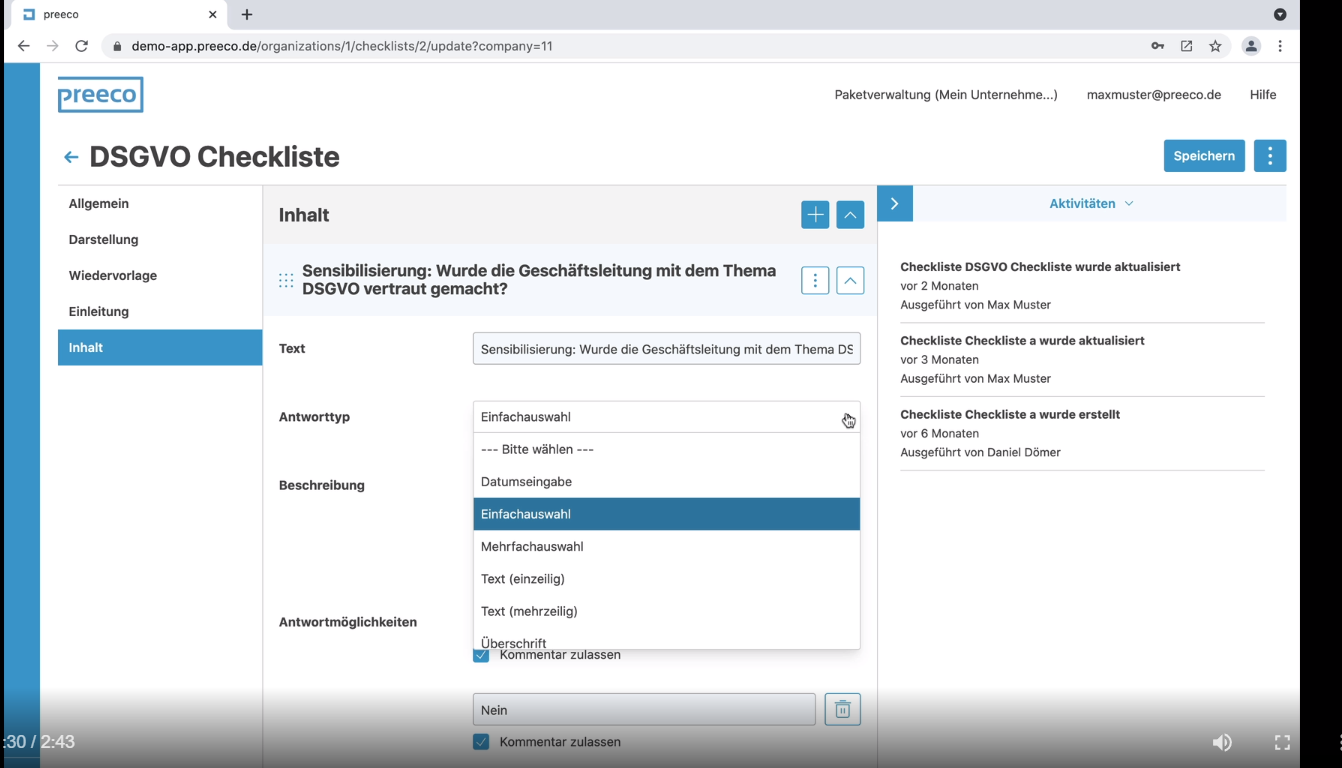 preeco
demo-app.preeco.de/organizations/1/checklists/2/update?company=11
preeco
Paketverwaltung (Mein Unternehme...)
maxmuster@preeco.de
Hilfe
DSGVO Checkliste
Speichern
Allgemein
Darstellung
Wiedervorlage
Einleitung
Inhalt
Inhalt
Sensibilisierung: Wurde die Geschäftsleitung mit dem Thema
DSGVO vertraut gemacht?
Text
Sensibilisierung: Wurde die Geschäftsleitung mit dem Thema DS
Antworttyp
Einfachauswahl
--- Bitte wählen ---
Datumseingabe
Einfachauswahl
Mehrfachauswahl
Text (einzeilig)
Text (mehrzeilig)
Überschrift
Beschreibung
Antwortmöglichkeiten
Kommentar zulassen
Nein
Kommentar zulassen
Aktivitäten
Checkliste DSGVO Checkliste wurde aktualisiert
vor 2 Monaten
Ausgeführt von Max Muster
Checkliste Checkliste a wurde aktualisiert
vor 3 Monaten
Ausgeführt von Max Muster
Checkliste Checkliste a wurde erstellt
vor 6 Monaten
Ausgeführt von Daniel Dömer
:30 / 2:43